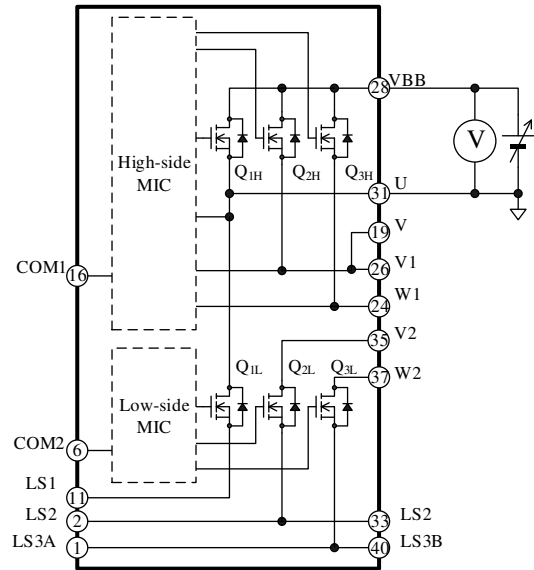 28 VBB
V
High-side
MIC
Q1H
Q2H
Q3H
31 U
19 V
COM1
16
26 V1
24 W1
35 V2
Q1L
Q2L
Q3L
37 W2
Low-side
MIC
COM2
6
LS1
11
LS2
2
33 LS2
LS3A
1
40 LS3B